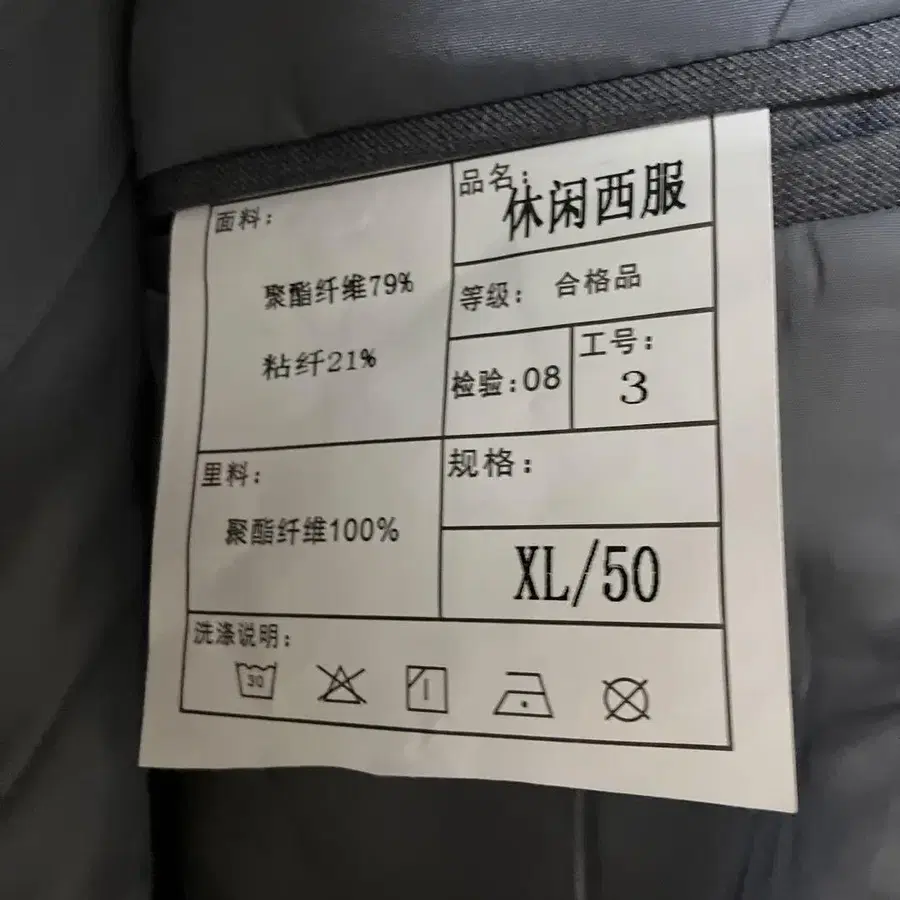 面料:
聚酯纤维79%
粘纤21%
里料:
聚酯纤维100%
品名:休闲西服
等级: 合格品
检验:08
工号:
3
规格:
XL/50
洗涤说明:
30